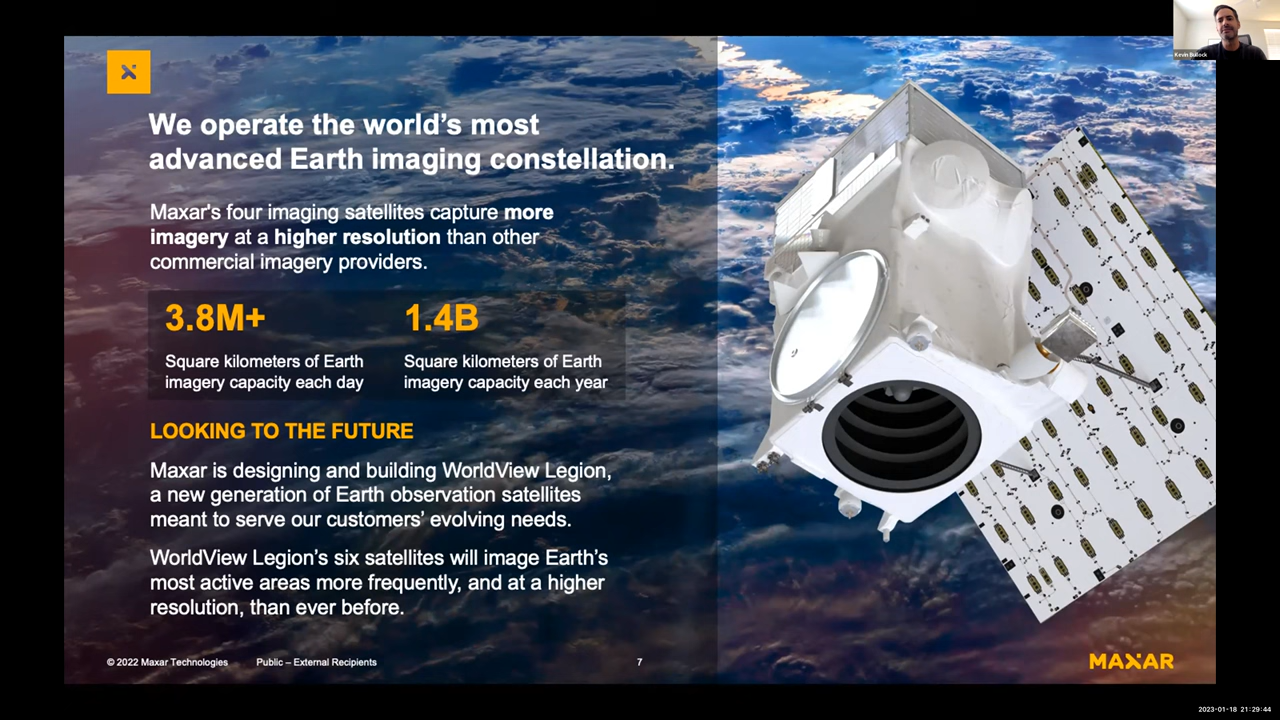 Kevin Bullock
We operate the world's most
advanced Earth imaging constellation.
Maxar's four imaging satellites capture more
imagery at a higher resolution than other
commercial imagery providers.
3.8M+
Square kilometers of Earth
imagery capacity each day
1.4B
Square kilometers of Earth
imagery capacity each year
LOOKING TO THE FUTURE
Maxar is designing and building WorldView Legion,
a new generation of Earth observation satellites
meant to serve our customers' evolving needs.
WorldView Legion's six satellites will image Earth's
most active areas more frequently, and at a higher
resolution, than ever before.
© 2022 Maxar Technologies
Public – External Recipients
7
MAXAR
2023-01-18 21:29:44